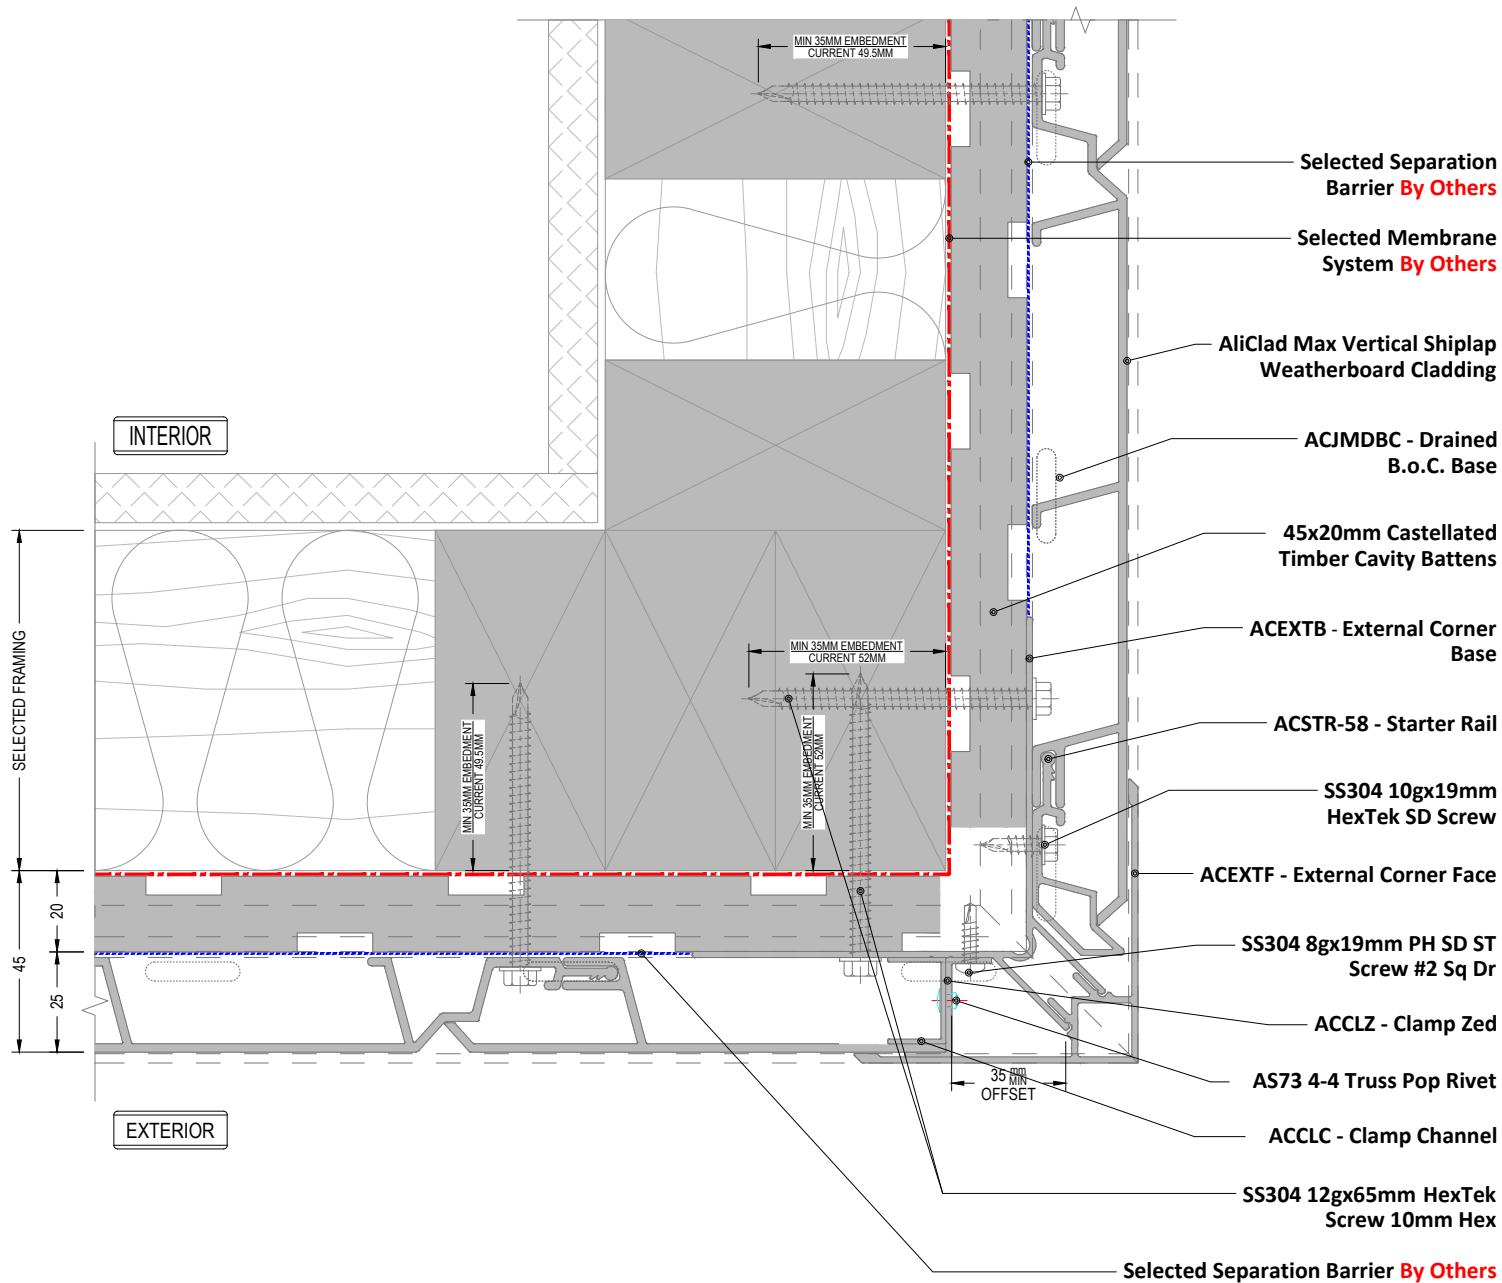 MIN 35MM EMBEDMENT
CURRENT 49.5MM
Selected Separation
Barrier By Others
Selected Membrane
System By Others
AliClad Max Vertical Shiplap
Weatherboard Cladding
INTERIOR
ACJMDBC - Drained
B.o.C. Base
45x20mm Castellated
Timber Cavity Battens
ACEXTB - External Corner
Base
MIN 35MM EMBEDMENT
CURRENT 52MM
SELECTED FRAMING
MIN 35MM EMBEDMENT
CURRENT 49.5MM
MIN 35MM EMBEDMENT
CURRENT 52MM
ACSTR-58 - Starter Rail
SS304 10gx19mm
HexTek SD Screw
ACEXTF - External Corner Face
20
45
25
SS304 8gx19mm PH SD ST
Screw #2 Sq Dr
ACCLZ - Clamp Zed
35 mm MIN
OFFSET
AS73 4-4 Truss Pop Rivet
EXTERIOR
ACCLC - Clamp Channel
SS304 12gx65mm HexTek
Screw 10mm Hex
Selected Separation Barrier By Others